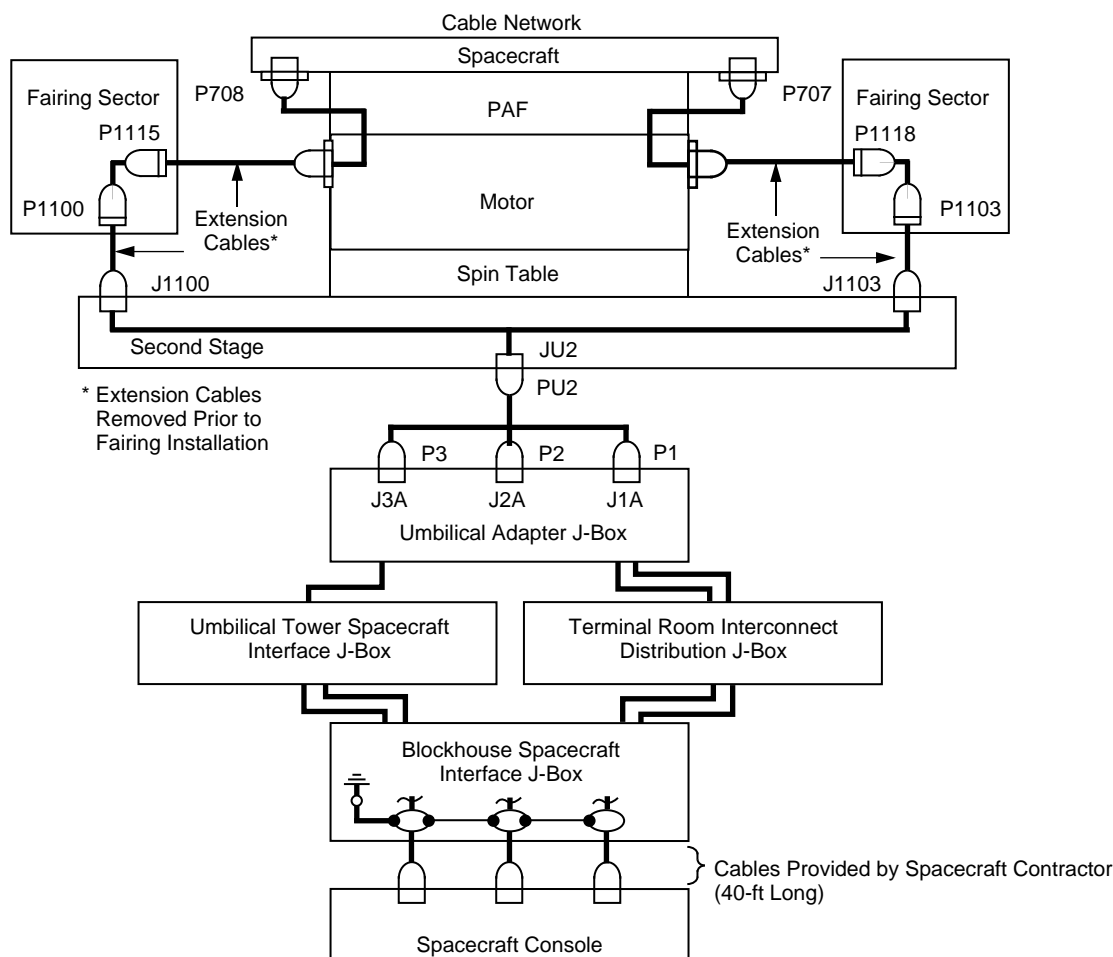 Cable Network
Spacecraft
Fairing Sector
P708
P707
Fairing Sector
PAF
P1115
P1118
P1100
Motor
P1103
Extension
Cables*
Extension
Cables*
Spin Table
J1100
J1103
Second Stage
JU2
PU2
* Extension Cables
Removed Prior to
Fairing Installation
P3
P2
P1
J3A
J2A
J1A
Umbilical Adapter J-Box
Umbilical Tower Spacecraft
Interface J-Box
Terminal Room Interconnect
Distribution J-Box
Blockhouse Spacecraft
Interface J-Box
Cables Provided by Spacecraft Contractor
(40-ft Long)
Spacecraft Console